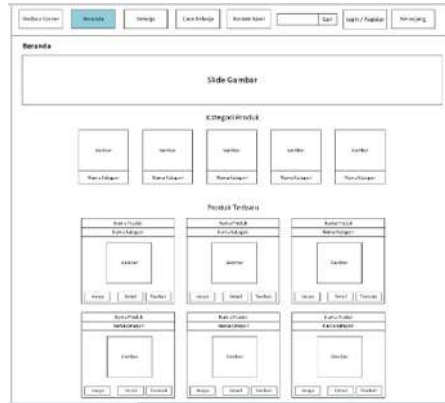 Beranda Belanja Cara Belanja Kontak Kami Cari Login / Register Keranjang
Beranda
Slide Gambar
Kategori Produk
Gambar Gambar Gambar Gambar Gambar
Nama Kategori Nama Kategori Nama Kategori Nama Kategori Nama Kategori
Produk Terbaru
Nama Produk Nama Produk Nama Produk
Nama Kategori Nama Kategori Nama Kategori
Gambar Gambar Gambar
Harga Detail Harga Detail Harga Detail
Nama Produk Nama Produk Nama Produk
Nama Kategori Nama Kategori Nama Kategori
Gambar Gambar Gambar
Harga Detail Harga Detail Harga Detail